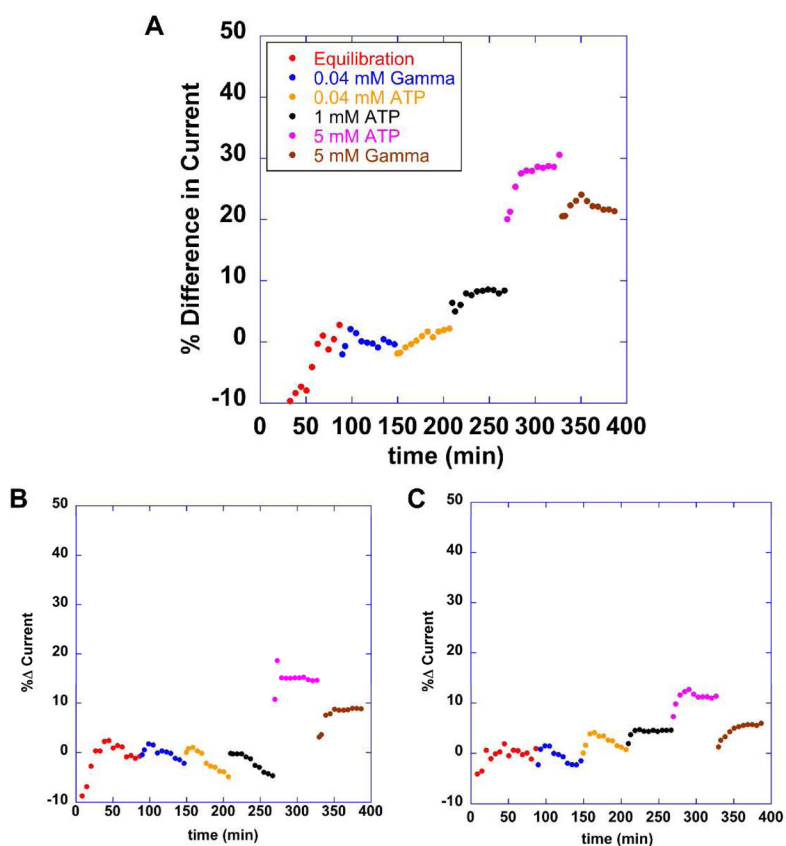 A
50
40
30
20
10
0
-10
% Difference in Current
Equilibration
0.04 mM Gamma
0.04 mM ATP
1 mM ATP
5 mM ATP
5 mM Gamma
0 50 100 150 200 250 300 350 400
time (min)
B
50
40
30
20
10
0
-10
%Δ Current
0 50 100 150 200 250 300 350 400
time (min)
C
50
40
30
20
10
0
-10
%Δ Current
0 50 100 150 200 250 300 350 400
time (min)